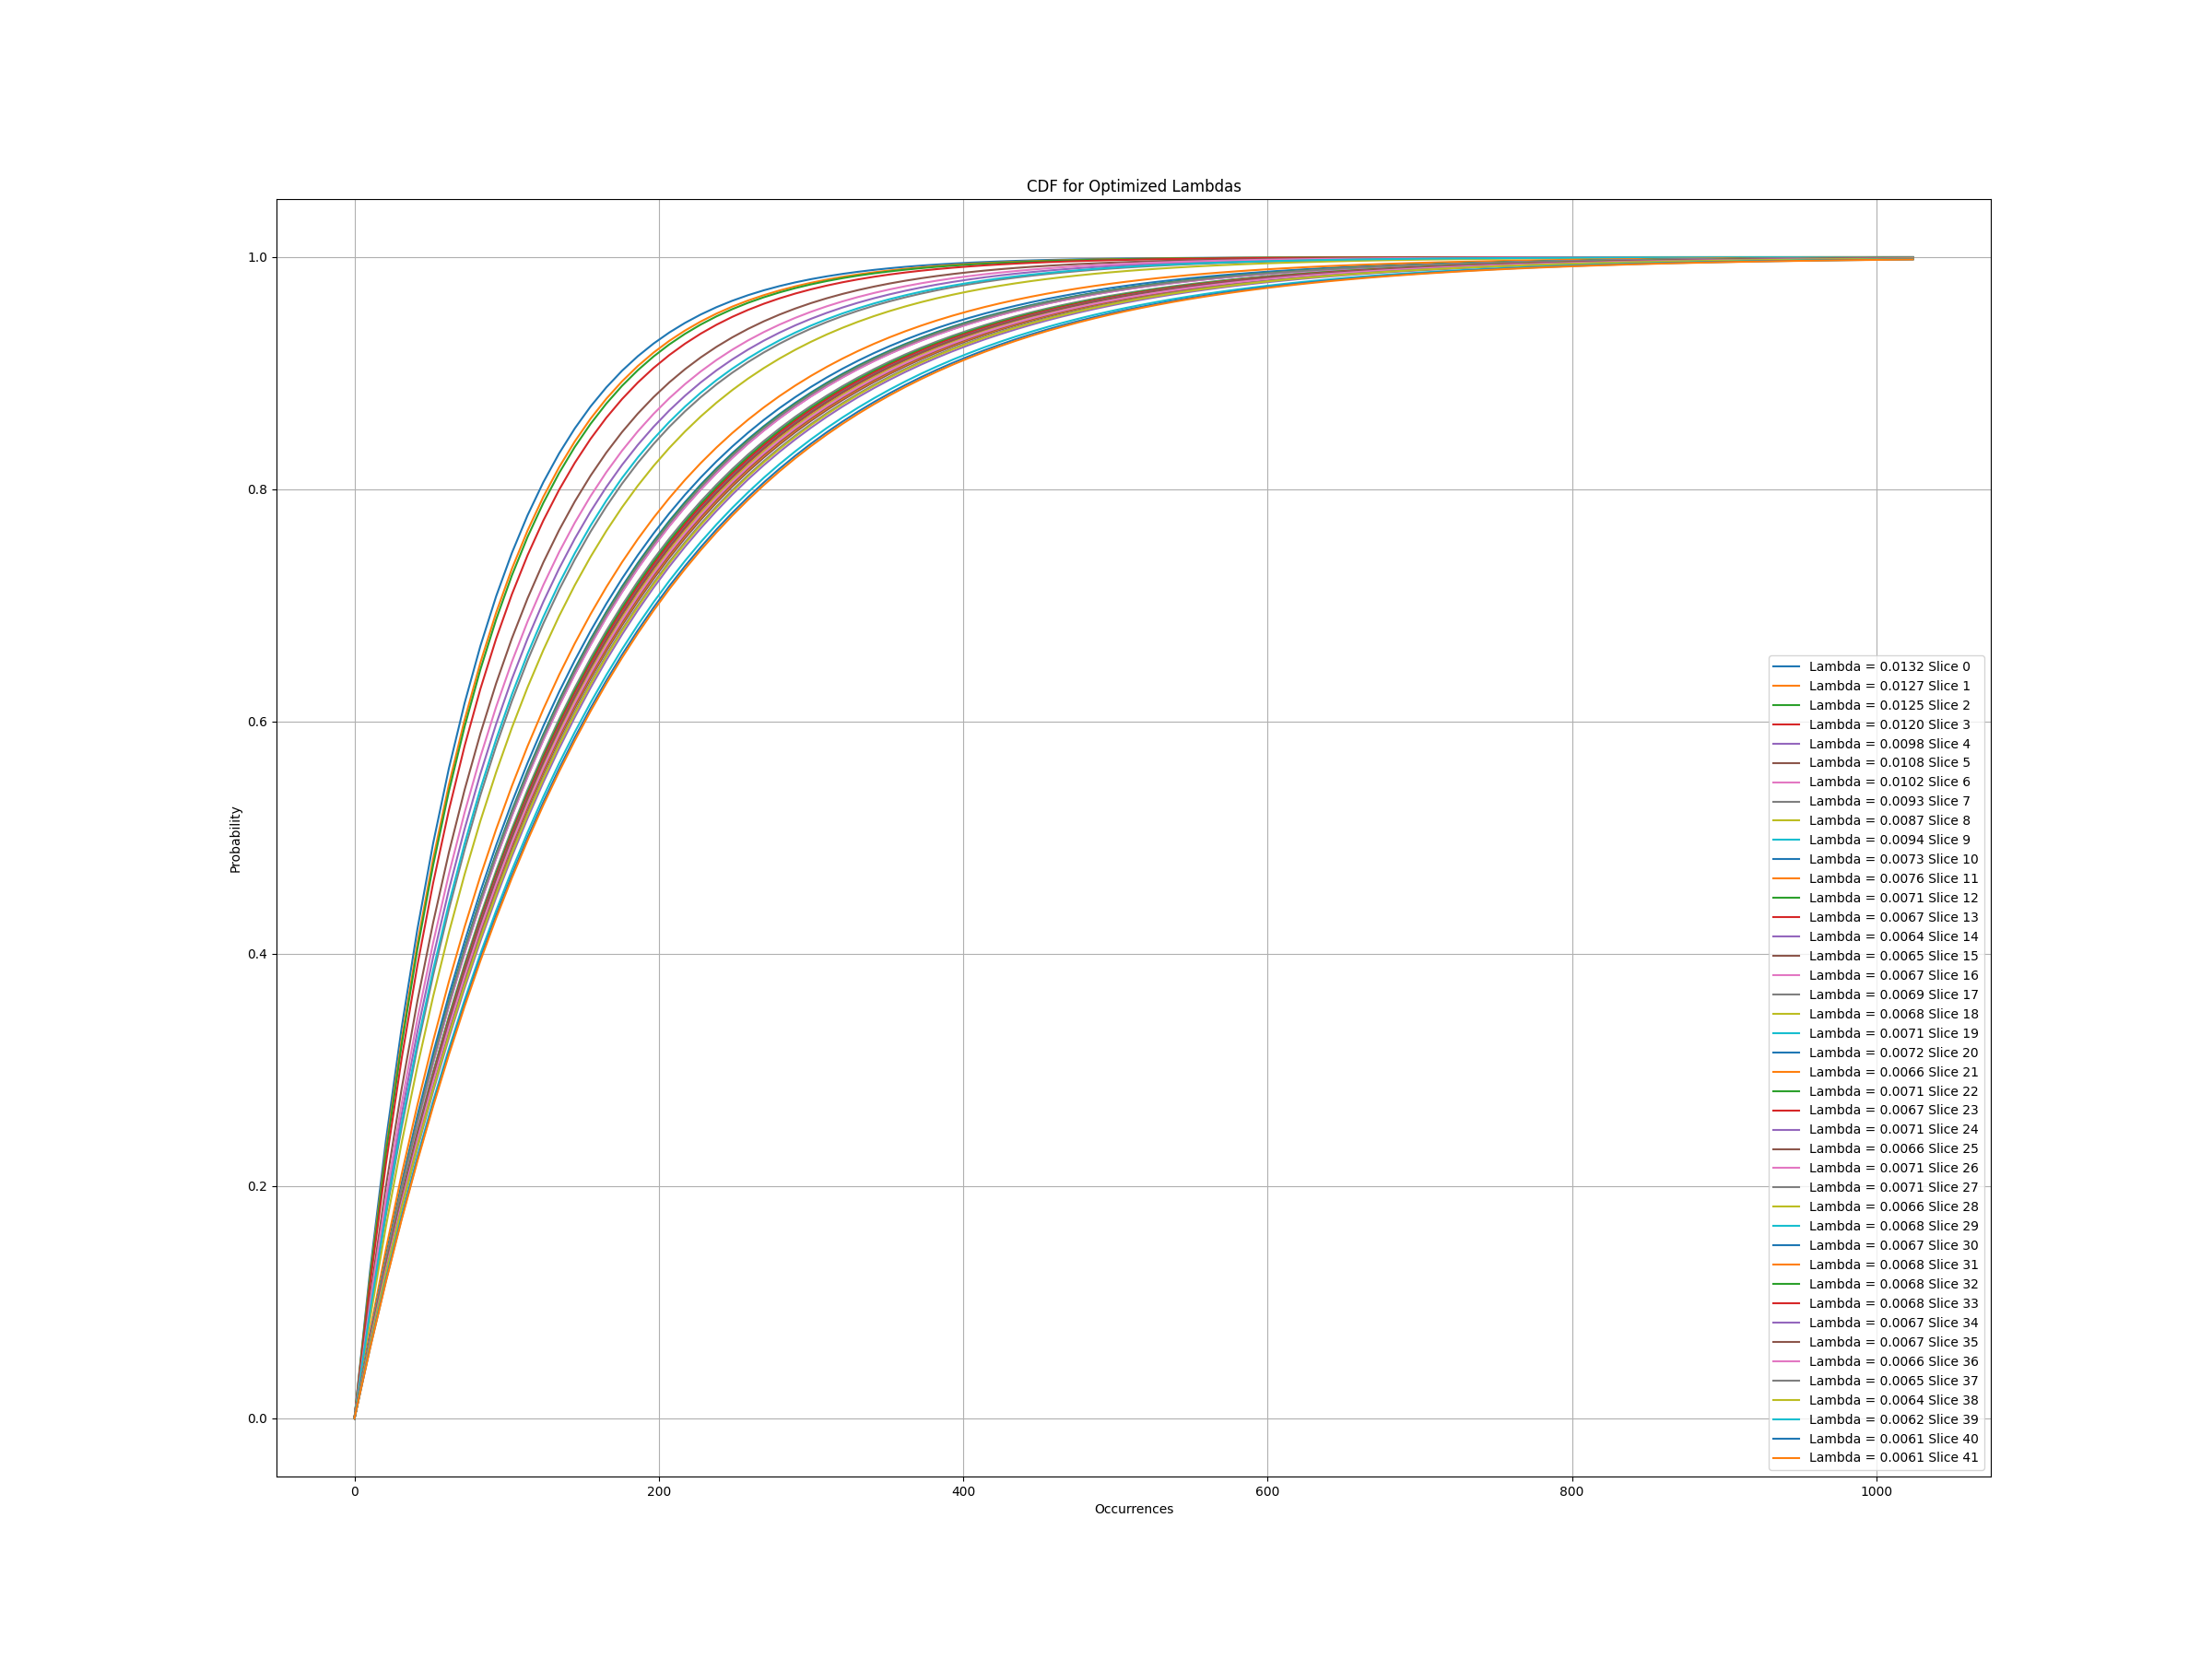 CDF for Optimized Lambdas
1.0
0.8
0.6
0.4
0.2
0.0
Probability
Lambda = 0.0132 Slice 0
Lambda = 0.0127 Slice 1
Lambda = 0.0125 Slice 2
Lambda = 0.0120 Slice 3
Lambda = 0.0098 Slice 4
Lambda = 0.0108 Slice 5
Lambda = 0.0102 Slice 6
Lambda = 0.0093 Slice 7
Lambda = 0.0087 Slice 8
Lambda = 0.0094 Slice 9
Lambda = 0.0073 Slice 10
Lambda = 0.0076 Slice 11
Lambda = 0.0071 Slice 12
Lambda = 0.0067 Slice 13
Lambda = 0.0064 Slice 14
Lambda = 0.0065 Slice 15
Lambda = 0.0067 Slice 16
Lambda = 0.0069 Slice 17
Lambda = 0.0068 Slice 18
Lambda = 0.0071 Slice 19
Lambda = 0.0072 Slice 20
Lambda = 0.0066 Slice 21
Lambda = 0.0071 Slice 22
Lambda = 0.0067 Slice 23
Lambda = 0.0071 Slice 24
Lambda = 0.0066 Slice 25
Lambda = 0.0071 Slice 26
Lambda = 0.0071 Slice 27
Lambda = 0.0066 Slice 28
Lambda = 0.0068 Slice 29
Lambda = 0.0067 Slice 30
Lambda = 0.0068 Slice 31
Lambda = 0.0068 Slice 32
Lambda = 0.0068 Slice 33
Lambda = 0.0067 Slice 34
Lambda = 0.0067 Slice 35
Lambda = 0.0066 Slice 36
Lambda = 0.0065 Slice 37
Lambda = 0.0064 Slice 38
Lambda = 0.0062 Slice 39
Lambda = 0.0061 Slice 40
Lambda = 0.0061 Slice 41
0 200 400 600 800 1000
Occurrences